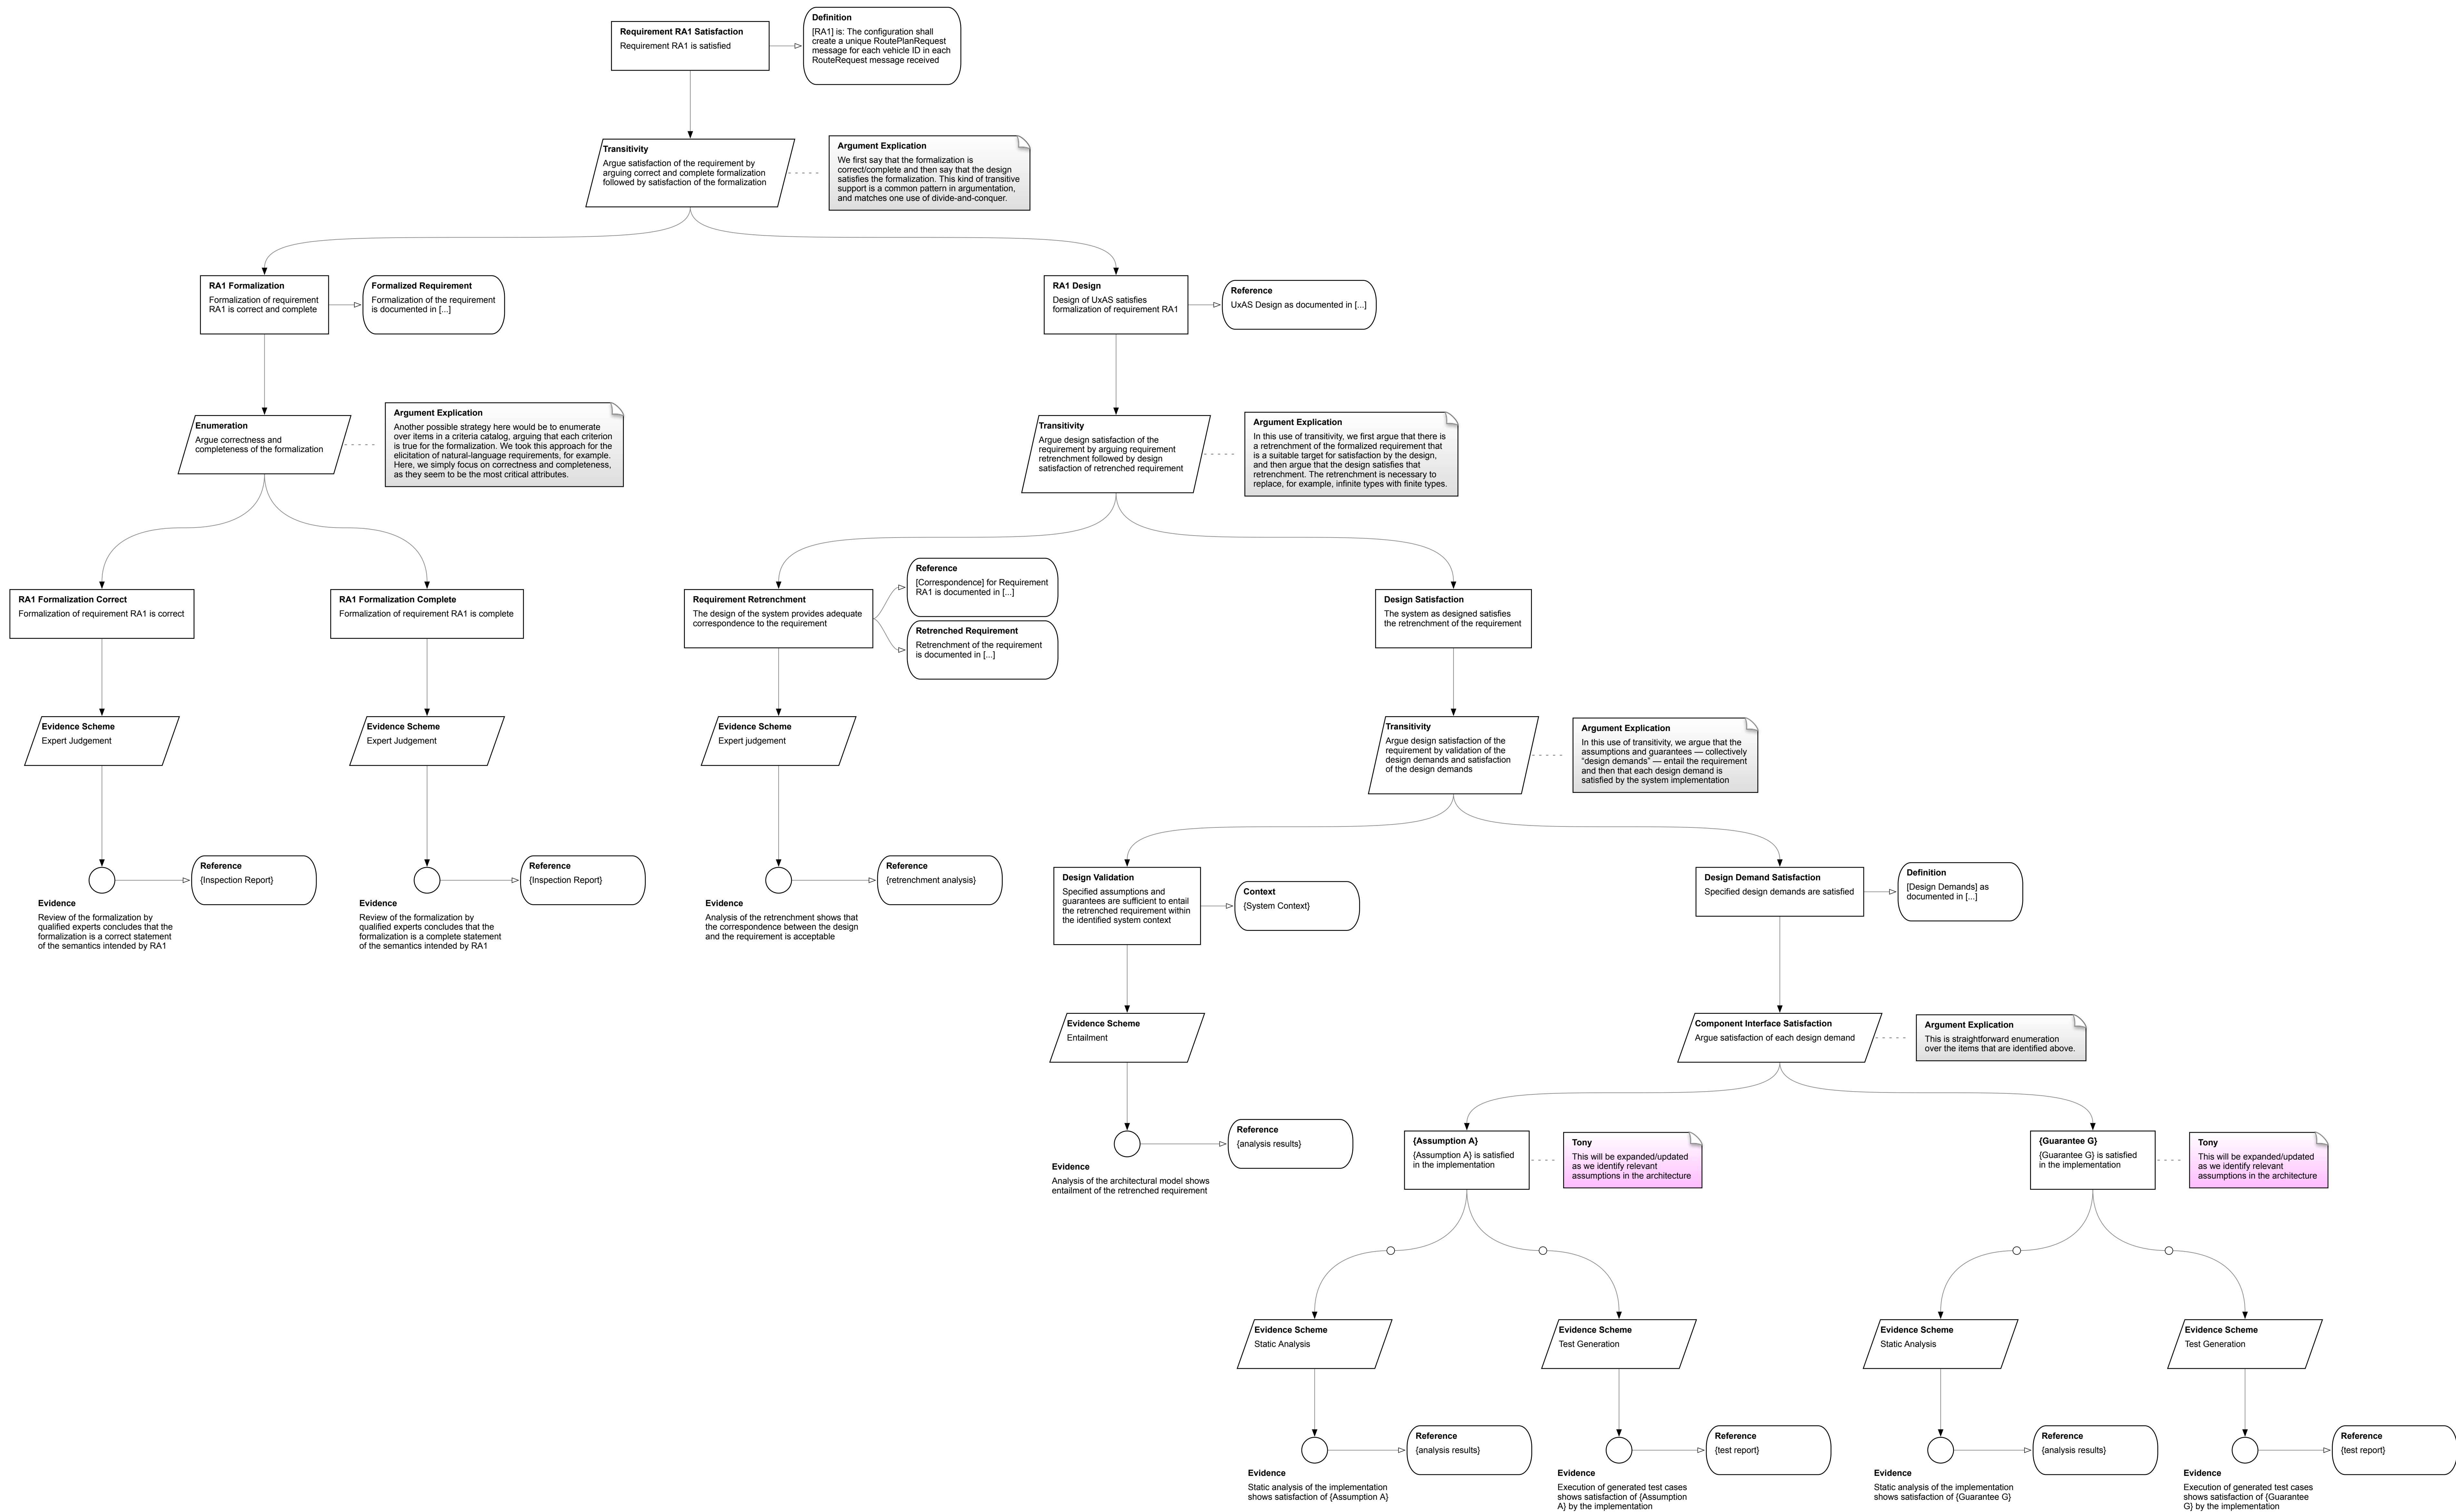 Requirement RA1 Satisfaction
Requirement RA1 is satisfied
Definition
[RA1] is: The configuration shall
create a unique RoutePlanRequest
message for each vehicle ID in each
RouteRequest message received
Transitivity
Argue satisfaction of the requirement by
arguing correct and complete formalization
followed by satisfaction of the formalization
Argument Explication
We first say that the formalization is
correct/complete and then say that the design
satisfies the formalization. This kind of transitive
support is a common pattern in argumentation,
and matches one use of divide-and-conquer.
RA1 Formalization
Formalization of requirement
RA1 is correct and complete
Formalized Requirement
Formalization of the requirement
is documented in [...]
RA1 Design
Design of UxAS satisfies
formalization of requirement RA1
Reference
UxAS Design as documented in [...]
Enumeration
Argue correctness and
completeness of the formalization
Argument Explication
Another possible strategy here would be to enumerate
over items in a criteria catalog, arguing that each criterion
is true for the formalization. We took this approach for the
elicitation of natural-language requirements, for example.
Here, we simply focus on correctness and completeness,
as they seem to be the most critical attributes.
Transitivity
Argue design satisfaction of the
requirement by arguing requirement
retrenchment followed by design
satisfaction of retrenched requirement
Argument Explication
In this use of transitivity, we first argue that there is
a retrenchment of the formalized requirement that
is a suitable target for satisfaction by the design,
and then argue that the design satisfies that
retrenchment. The retrenchment is necessary to
replace, for example, infinite types with finite types.
RA1 Formalization Correct
Formalization of requirement RA1 is correct
RA1 Formalization Complete
Formalization of requirement RA1 is complete
Requirement Retrenchment
The design of the system provides adequate
correspondence to the requirement
Reference
[Correspondence] for Requirement
RA1 is documented in [...]
Retrenched Requirement
Retrenchment of the requirement
is documented in [...]
Design Satisfaction
The system as designed satisfies
the retrenchment of the requirement
Evidence Scheme
Expert Judgement
Evidence Scheme
Expert Judgement
Evidence Scheme
Expert judgement
Transitivity
Argue design satisfaction of the
requirement by validation of the
design demands and satisfaction
of the design demands
Argument Explication
In this use of transitivity, we argue that the
assumptions and guarantees — collectively
“design demands” — entail the requirement
and then that each design demand is
satisfied by the system implementation
Reference
{Inspection Report}
Evidence
Review of the formalization by
qualified experts concludes that the
formalization is a correct statement
of the semantics intended by RA1
Reference
{Inspection Report}
Evidence
Review of the formalization by
qualified experts concludes that the
formalization is a complete statement
of the semantics intended by RA1
Reference
{retrenchment analysis}
Evidence
Analysis of the retrenchment shows that
the correspondence between the design
and the requirement is acceptable
Design Validation
Specified assumptions and
guarantees are sufficient to entail
the retrenched requirement within
the identified system context
Context
{System Context}
Design Demand Satisfaction
Specified design demands are satisfied
Definition
[Design Demands] as
documented in [...]
Evidence Scheme
Entailment
Component Interface Satisfaction
Argue satisfaction of each design demand
Argument Explication
This is straightforward enumeration
over the items that are identified above.
Reference
{analysis results}
Evidence
Analysis of the architectural model shows
entailment of the retrenched requirement
{Assumption A}
{Assumption A} is satisfied
in the implementation
Tony
This will be expanded/updated
as we identify relevant
assumptions in the architecture
{Guarantee G}
{Guarantee G} is satisfied
in the implementation
Tony
This will be expanded/updated
as we identify relevant
assumptions in the architecture
Evidence Scheme
Static Analysis
Evidence Scheme
Test Generation
Evidence Scheme
Static Analysis
Evidence Scheme
Test Generation
Reference
{analysis results}
Evidence
Static analysis of the implementation
shows satisfaction of {Assumption A}
Reference
{test report}
Evidence
Execution of generated test cases
shows satisfaction of {Assumption
A} by the implementation
Reference
{analysis results}
Evidence
Static analysis of the implementation
shows satisfaction of {Guarantee G}
Reference
{test report}
Evidence
Execution of generated test cases
shows satisfaction of {Guarantee
G} by the implementation